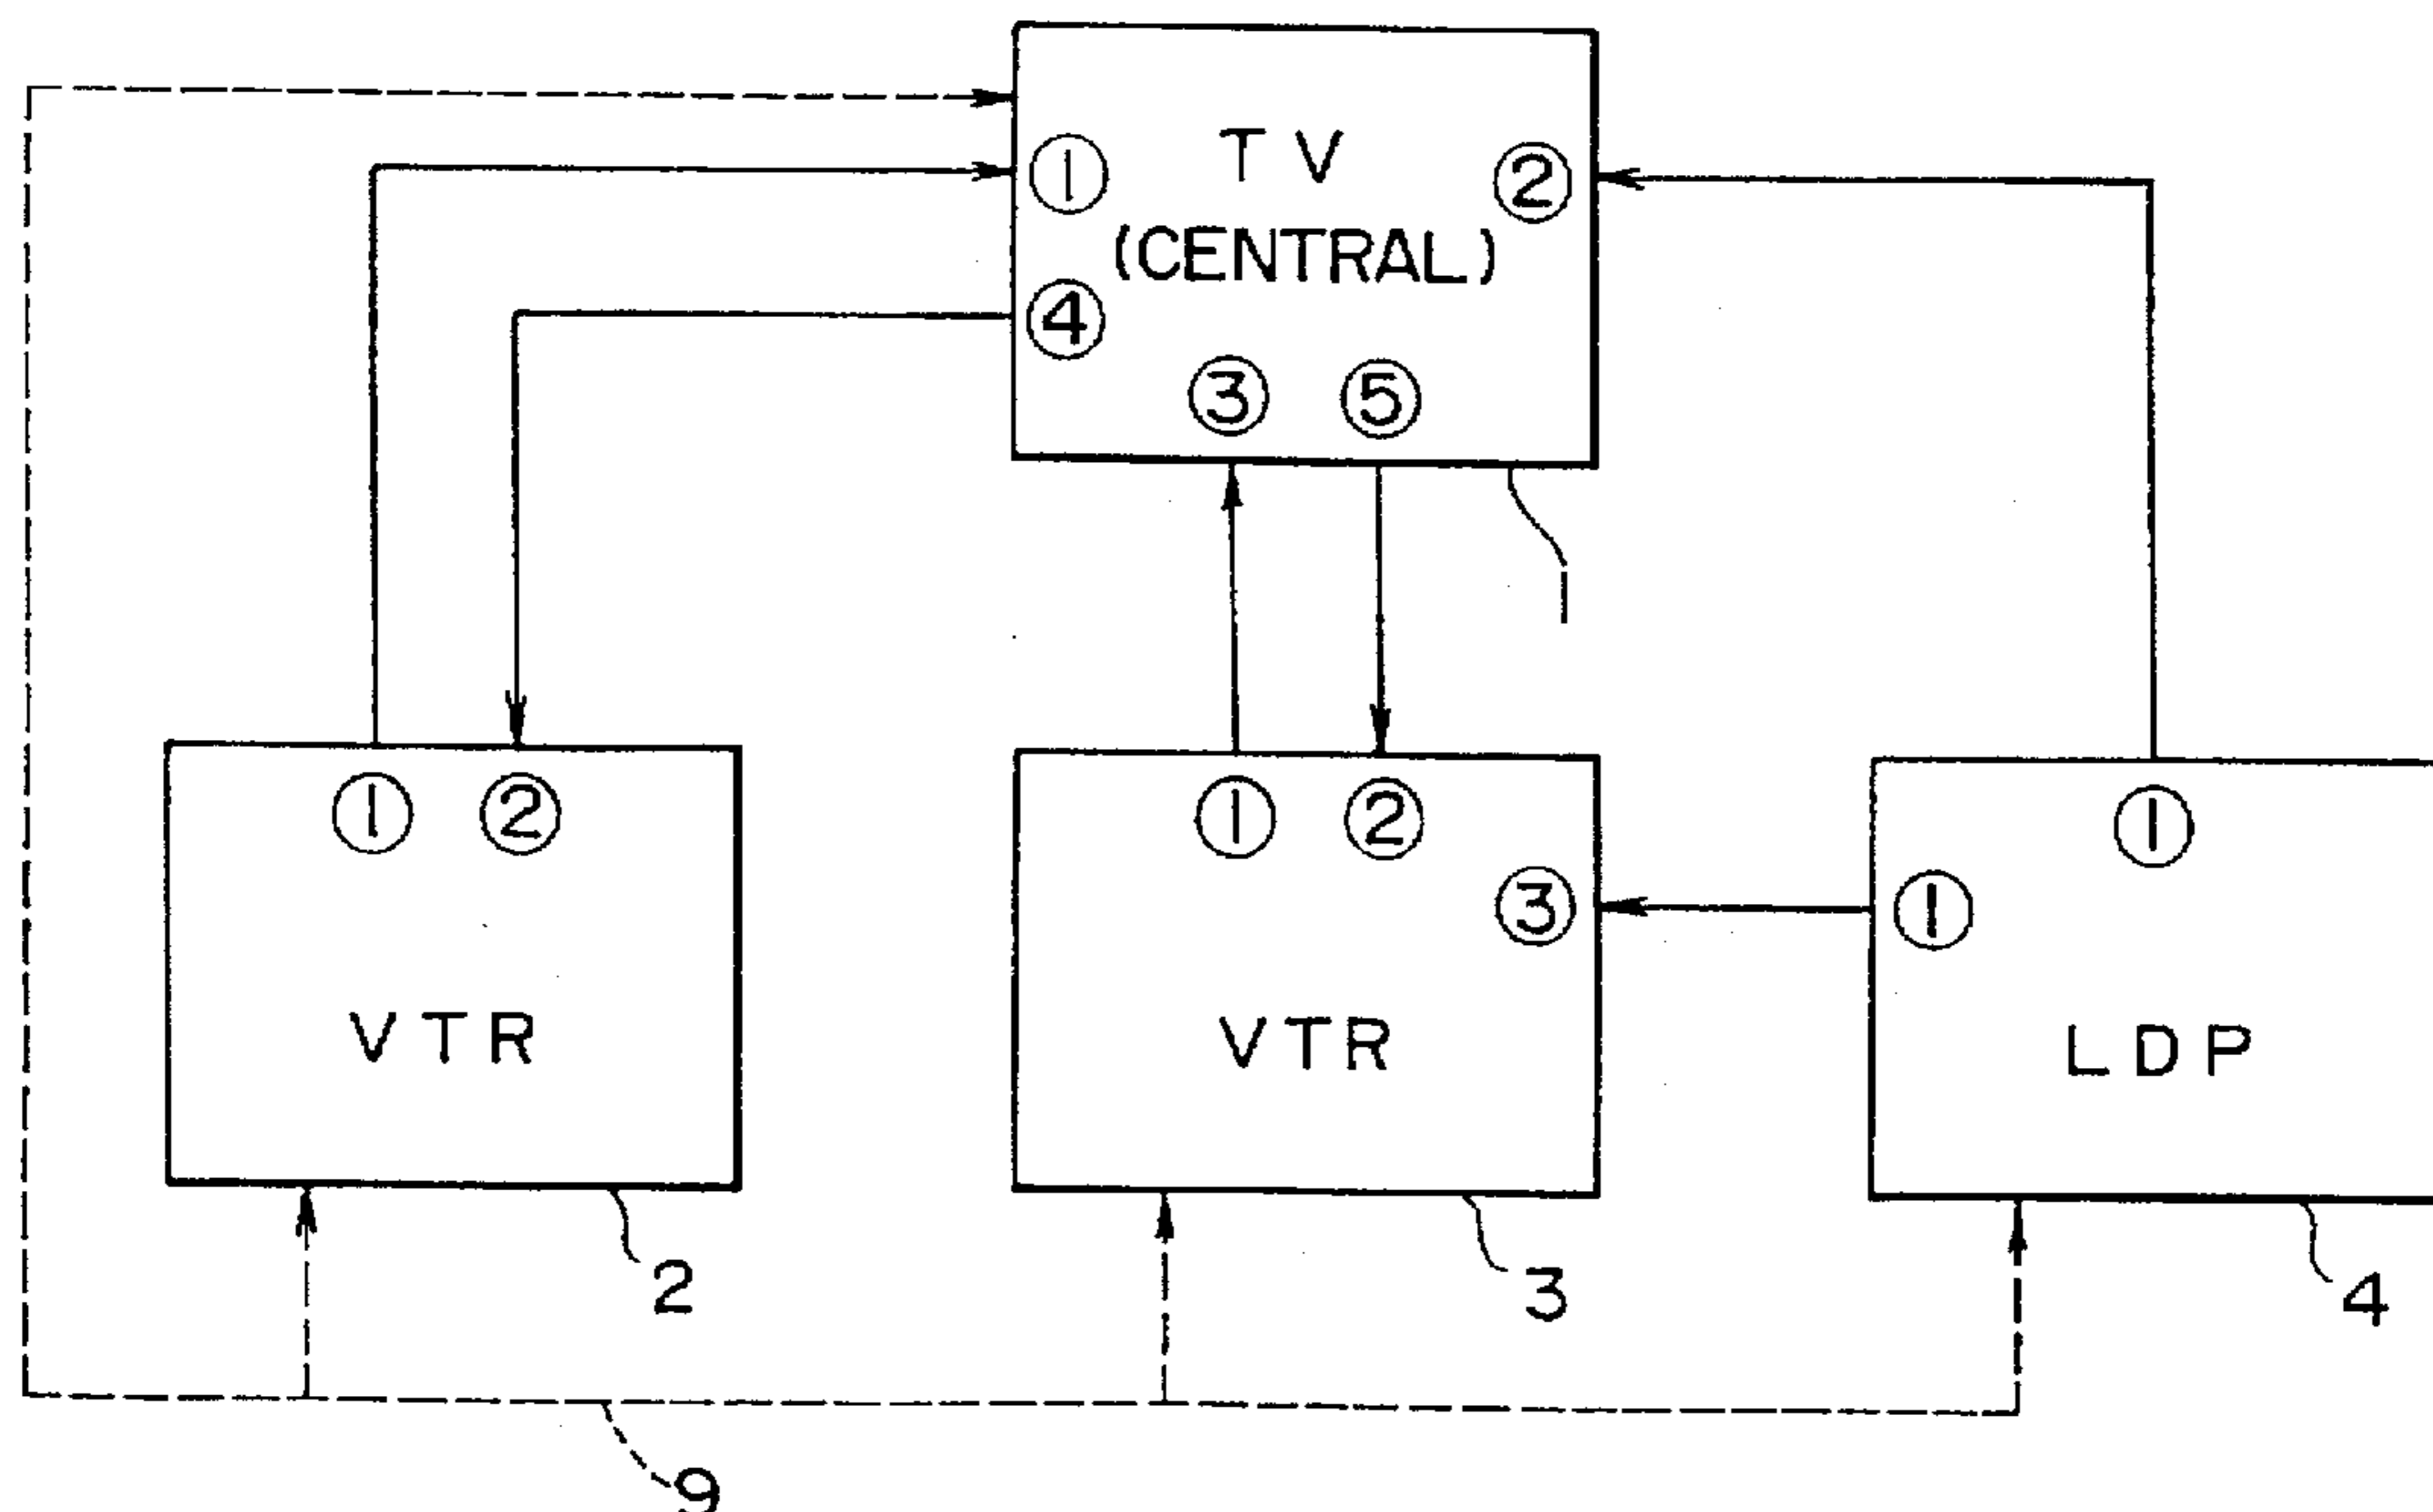 T V
① ②
(CENTRAL)
④
③ ⑤
1
① ②
① ②
①
③
①
VTR
VTR
LDP
2
3
4
9